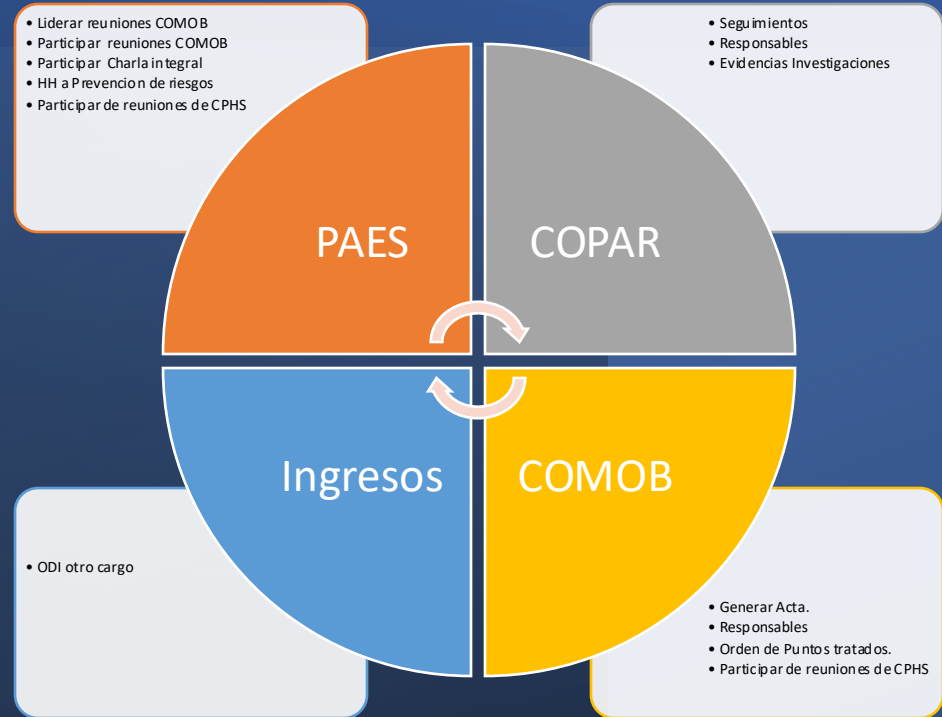 • Liderar reuniones COMOB
• Participar reuniones COMOB
• Participar Charla integral
• HH a Prevencion de riesgos
• Participar de reuniones de CPHS
• Seguimientos
• Responsables
• Evidencias Investigaciones
PAES
COPAR
Ingresos
COMOB
• ODI otro cargo
• Generar Acta.
• Responsables
• Orden de Puntos tratados.
• Participar de reuniones de CPHS